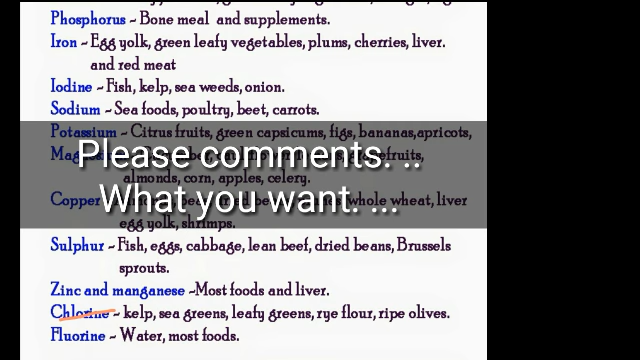 Phosphorus ~ Bone meal and supplements.
Iron ~ Egg yolk, green leafy vegetables, plums, cherries, liver.
and red meat
Iodine ~ Fish, kelp, sea weeds, onion.
Sodium ~ Sea foods, poultry, beet, carrots.
Potassium ~ Citrus fruits, green capsicums, figs, bananas,apricots,
Please comments. ..
almonds, corn, apples, celery.
What you want. ...
Copper whole wheat, liver
egg yolk, shrimps.
Sulphur ~ Fish, eggs, cabbage, lean beef, dried beans, Brussels
sprouts.
Zinc and manganese ~Most foods and liver.
Chlorine ~ kelp, sea greens, leafy greens, rye flour, ripe olives.
Fluorine ~ Water, most foods.